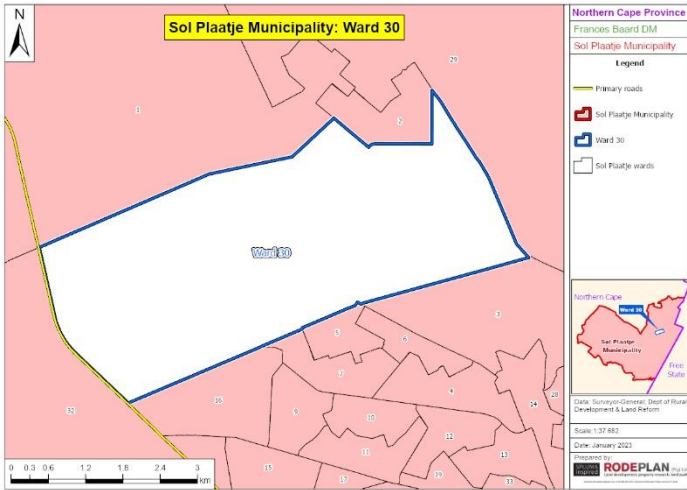 N
Sol Plaatje Municipality: Ward 30
29
1
2
Ward 30
3
5
6
7
4
16
9
10
14
28
32
11
12
13
15
17
29
33
0 0.3 0.6 1.2 1.8 2.4 3
km
Northern Cape Province
Frances Baard DM
Sol Plaatje Municipality
Legend
Primary roads
Sol Plaatje Municipality
Ward 30
Sol Plaatje wards
Northern Cape
Ward 30
Sol Plaatje
Municipality
Free
State
Data: Surveyor-General; Dept of Rural
Development & Land Reform
Scale 1:37 682
Date: January 2023
Prepared by:
SPLUMA
inspired
RODEPLAN